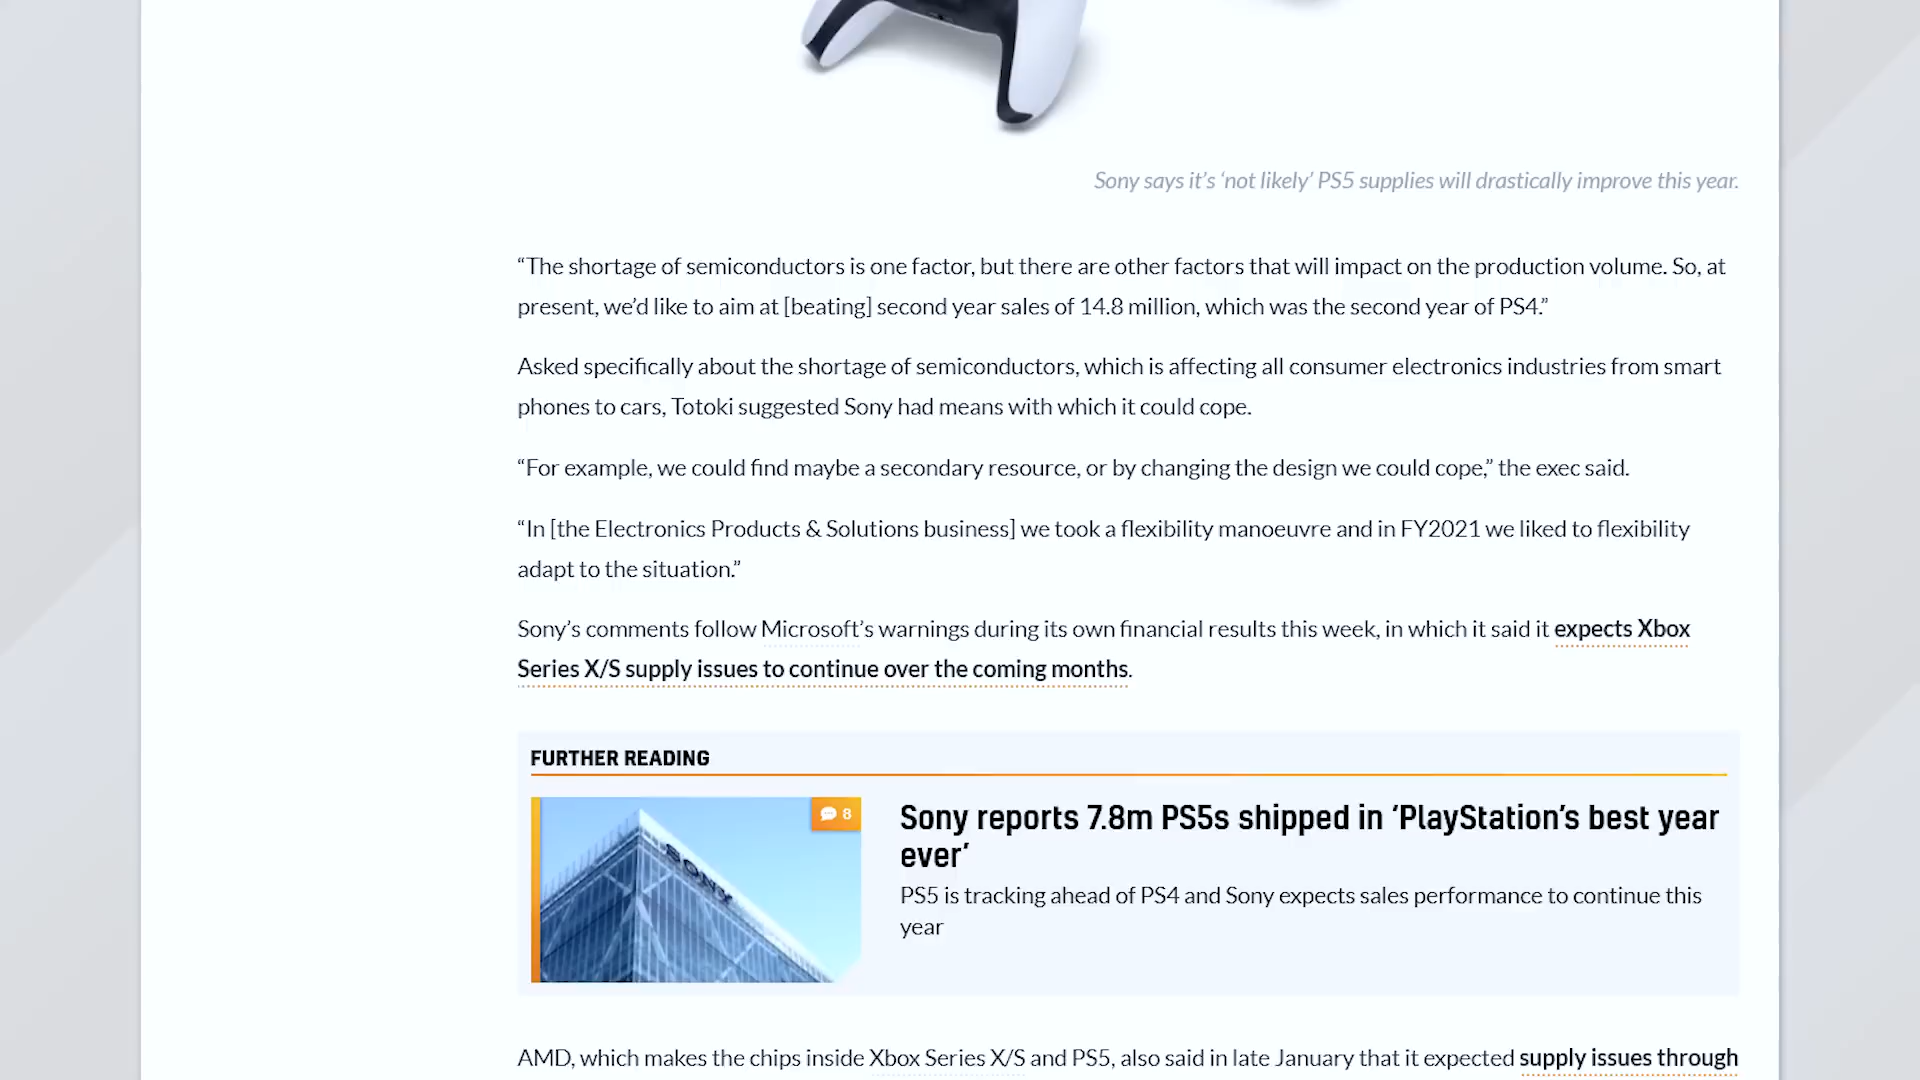 Sony says it’s ‘not likely’ PS5 supplies will drastically improve this year.
“The shortage of semiconductors is one factor, but there are other factors that will impact on the production volume. So, at
present, we’d like to aim at [beating] second year sales of 14.8 million, which was the second year of PS4.”
Asked specifically about the shortage of semiconductors, which is affecting all consumer electronics industries from smart
phones to cars, Totoki suggested Sony had means with which it could cope.
“For example, we could find maybe a secondary resource, or by changing the design we could cope,” the exec said.
“In [the Electronics Products & Solutions business] we took a flexibility manoeuvre and in FY2021 we liked to flexibility
adapt to the situation.”
Sony’s comments follow Microsoft’s warnings during its own financial results this week, in which it said it expects Xbox
Series X/S supply issues to continue over the coming months.
FURTHER READING
8
SONY
Sony reports 7.8m PS5s shipped in ‘PlayStation’s best year
ever’
PS5 is tracking ahead of PS4 and Sony expects sales performance to continue this
year
AMD, which makes the chips inside Xbox Series X/S and PS5, also said in late January that it expected supply issues through